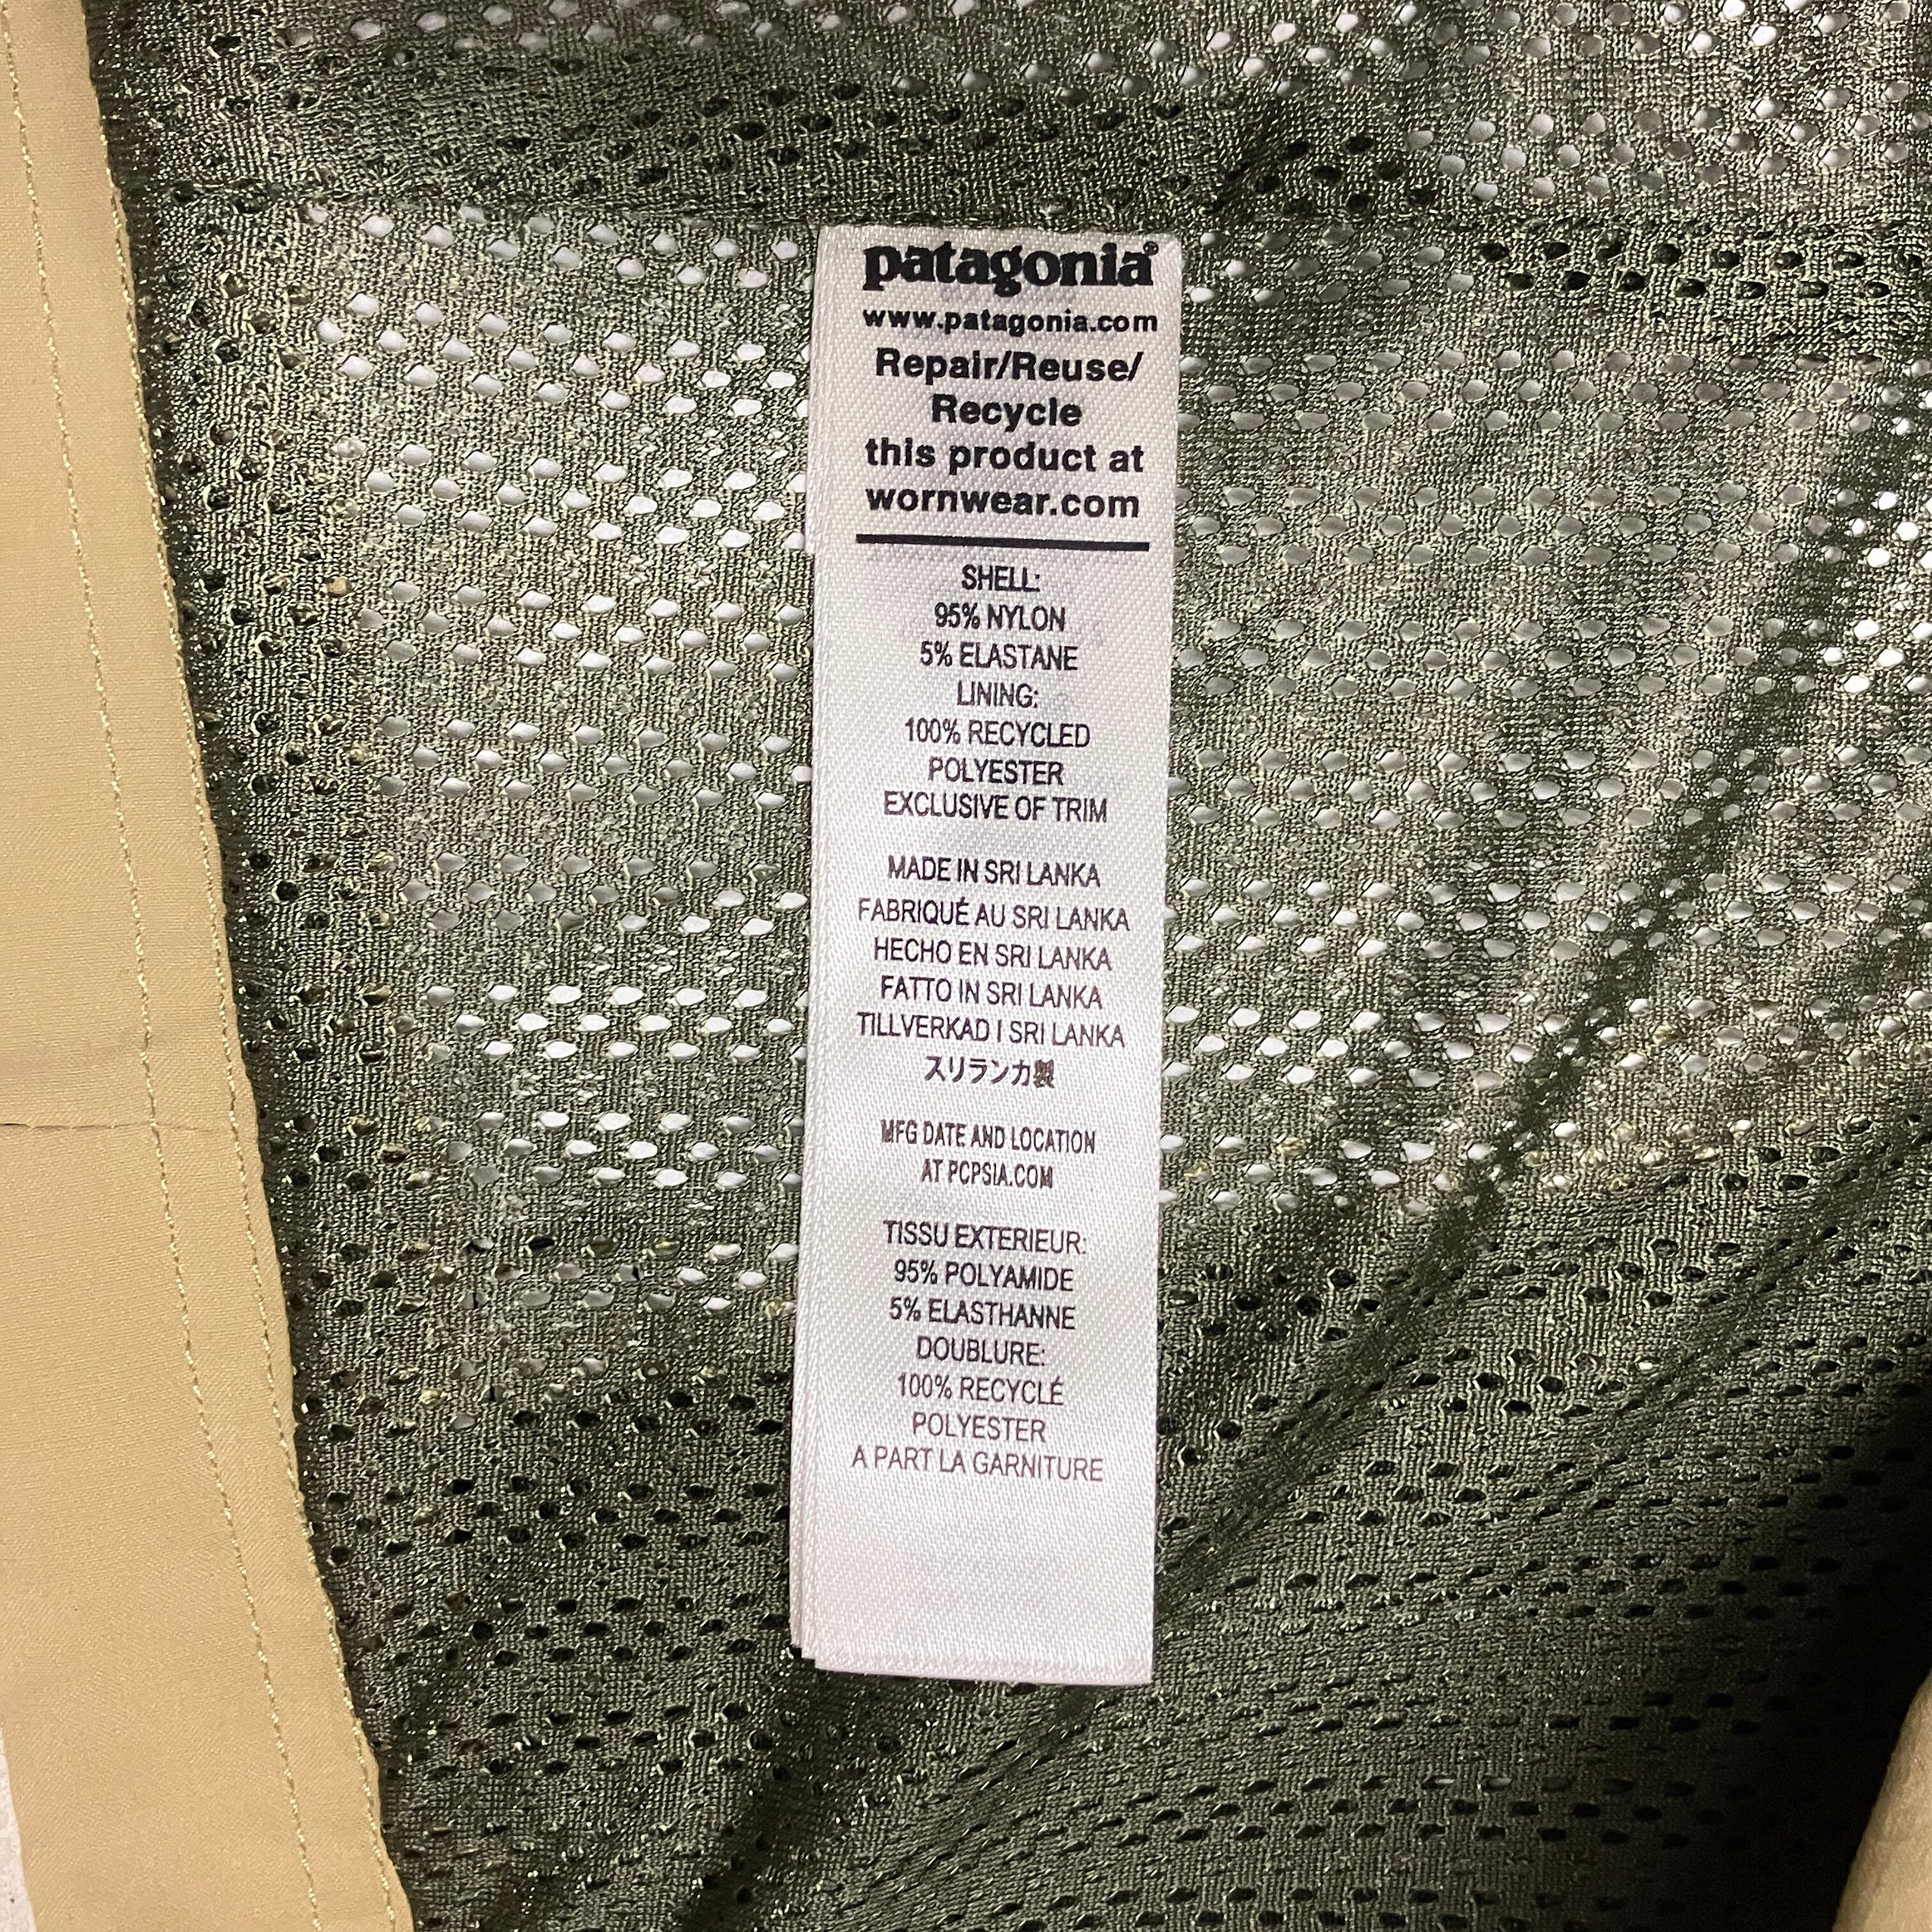 patagonia®
www.patagonia.com
Repair/Reuse/
Recycle
this product at
wornwear.com
SHELL:
95% NYLON
5% ELASTANE
LINING:
100% RECYCLED
POLYESTER
EXCLUSIVE OF TRIM
MADE IN SRI LANKA
FABRIQUÉ AU SRI LANKA
HECHO EN SRI LANKA
FATTO IN SRI LANKA
TILLVERKAD I SRI LANKA
スリランカ製
MFG DATE AND LOCATION
AT PCPSIA.COM
TISSU EXTERIEUR:
95% POLYAMIDE
5% ELASTHANNE
DOUBLURE:
100% RECYCLÉ
POLYESTER
A PART LA GARNITURE